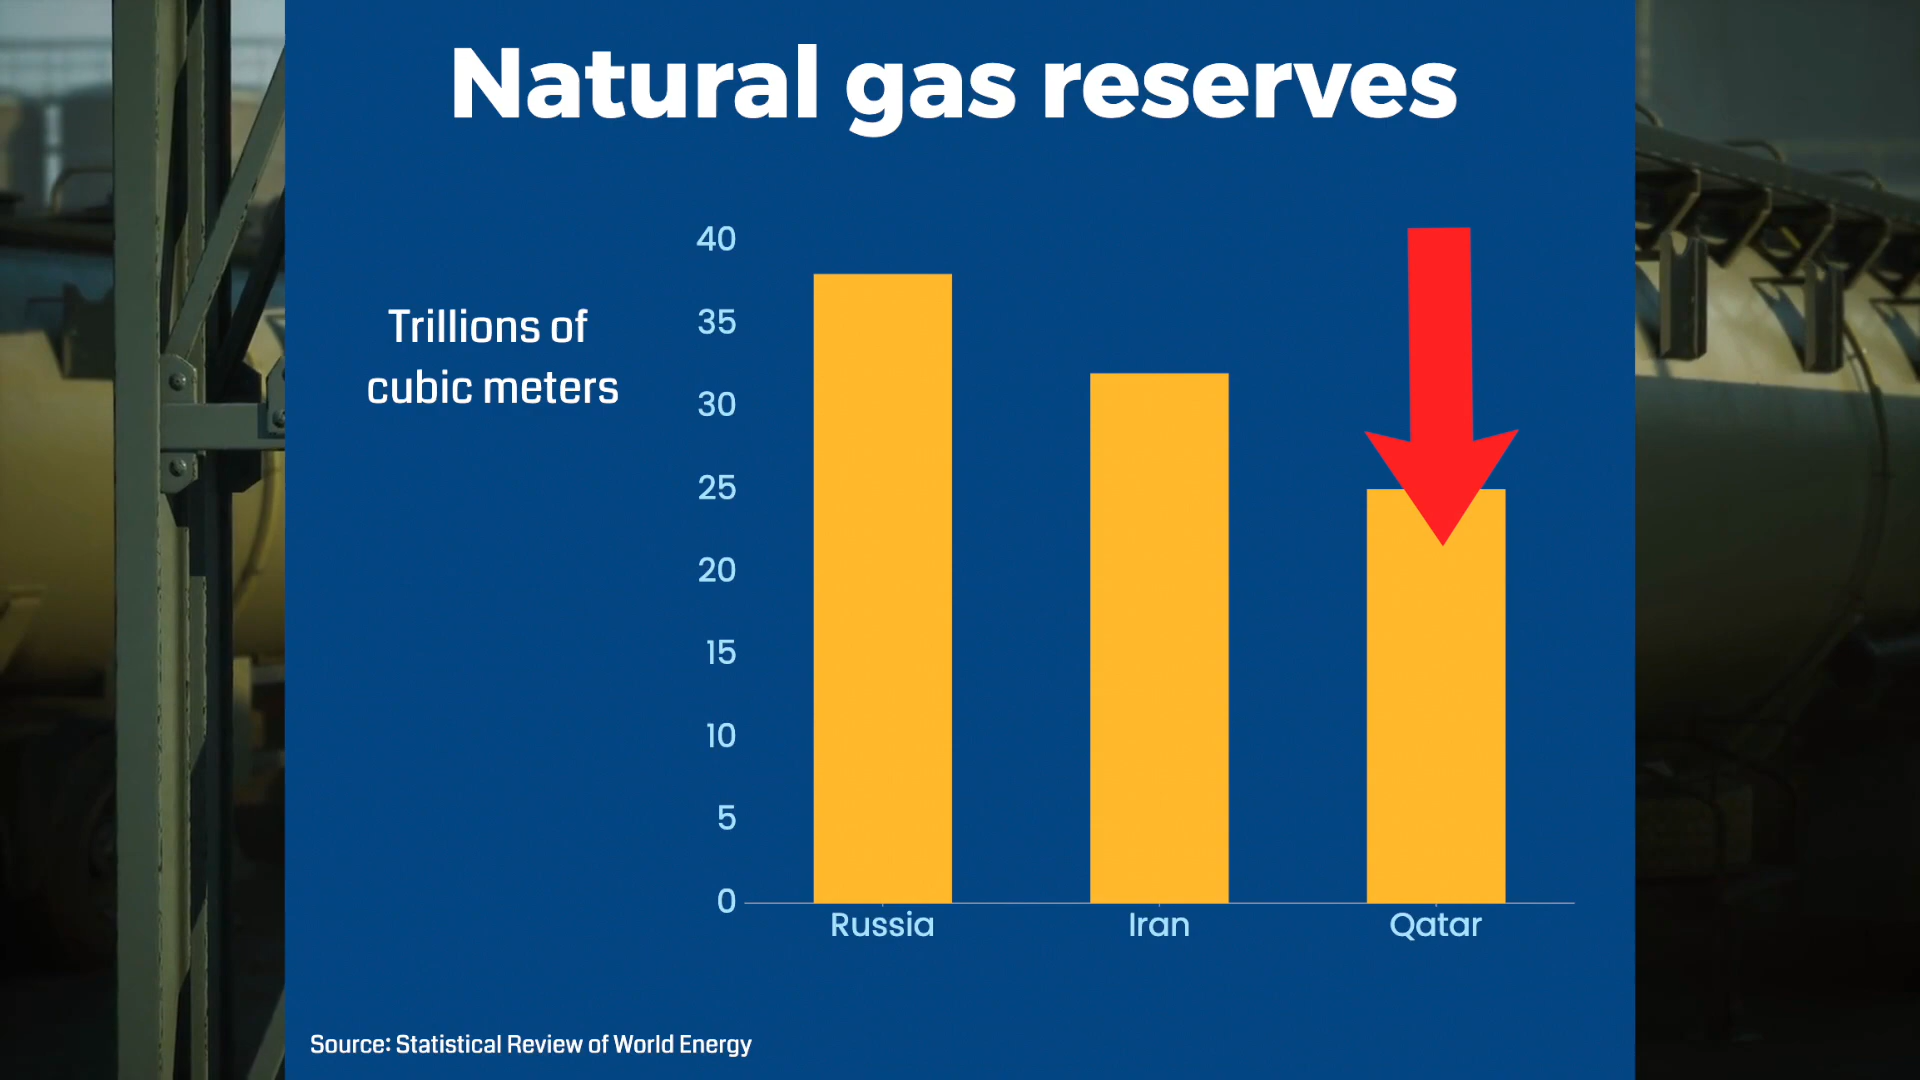 Natural gas reserves
Trillions of
cubic meters
40
35
30
25
20
15
10
5
0
Russia
Iran
Qatar
Source: Statistical Review of World Energy